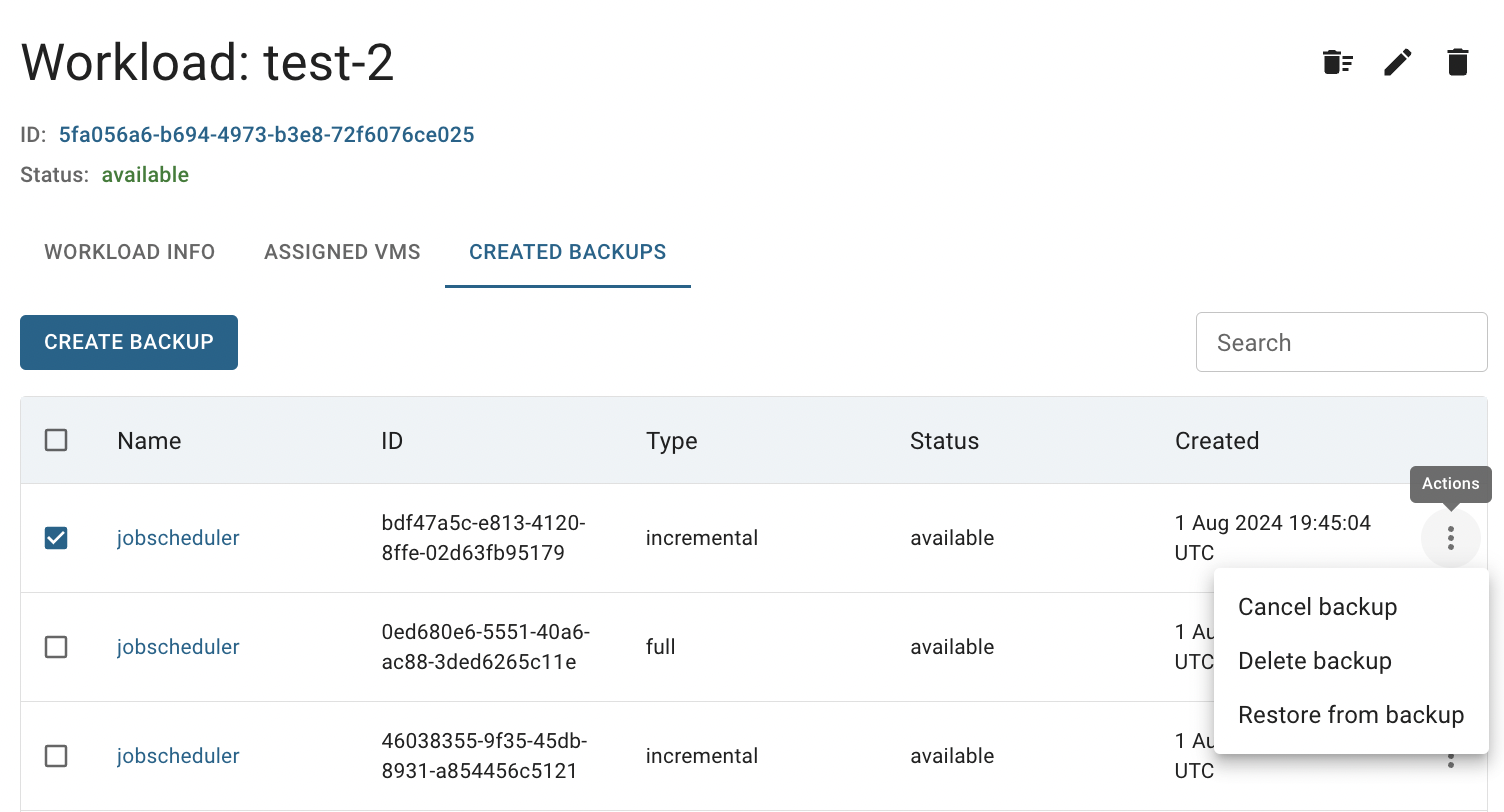 Workload: test-2
ID: 5fa056a6-b694-4973-b3e8-72f6076ce025
Status: available
WORKLOAD INFO ASSIGNED VMS CREATED BACKUPS
CREATE BACKUP
Search
Name ID Type Status Created
Actions
jobscheduler bdf47a5c-e813-4120- incremental available 1 Aug 2024 19:45:04
8ffe-02d63fb95179 UTC
Cancel backup
Delete backup
Restore from backup
jobscheduler 0ed680e6-5551-40a6- full available 1 Au
ac88-3ded6265c11e UTC
jobscheduler 46038355-9f35-45db- incremental available 1 Au
8931-a854456c5121 UTC